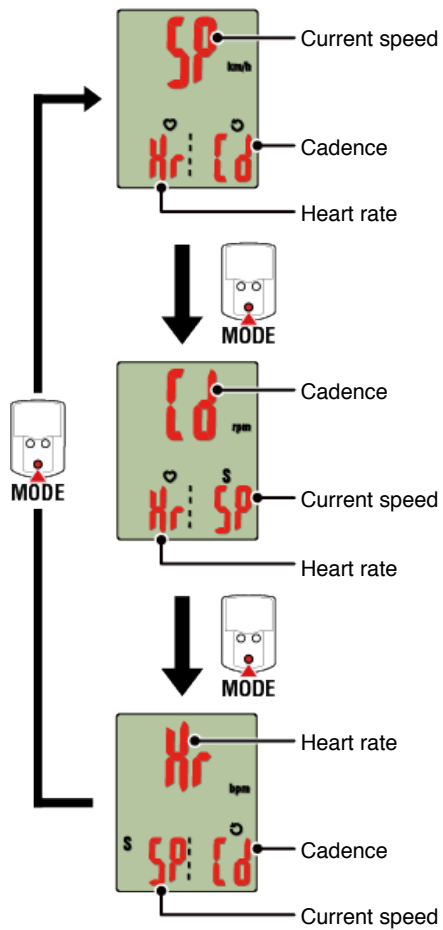 SP
Current speed
km/h
Hr Cd
Cadence
Heart rate
MODE
Cd
Cadence
rpm
S
Hr SP
Current speed
MODE
Heart rate
MODE
Hr
Heart rate
bpm
S SP Cd
Cadence
Current speed